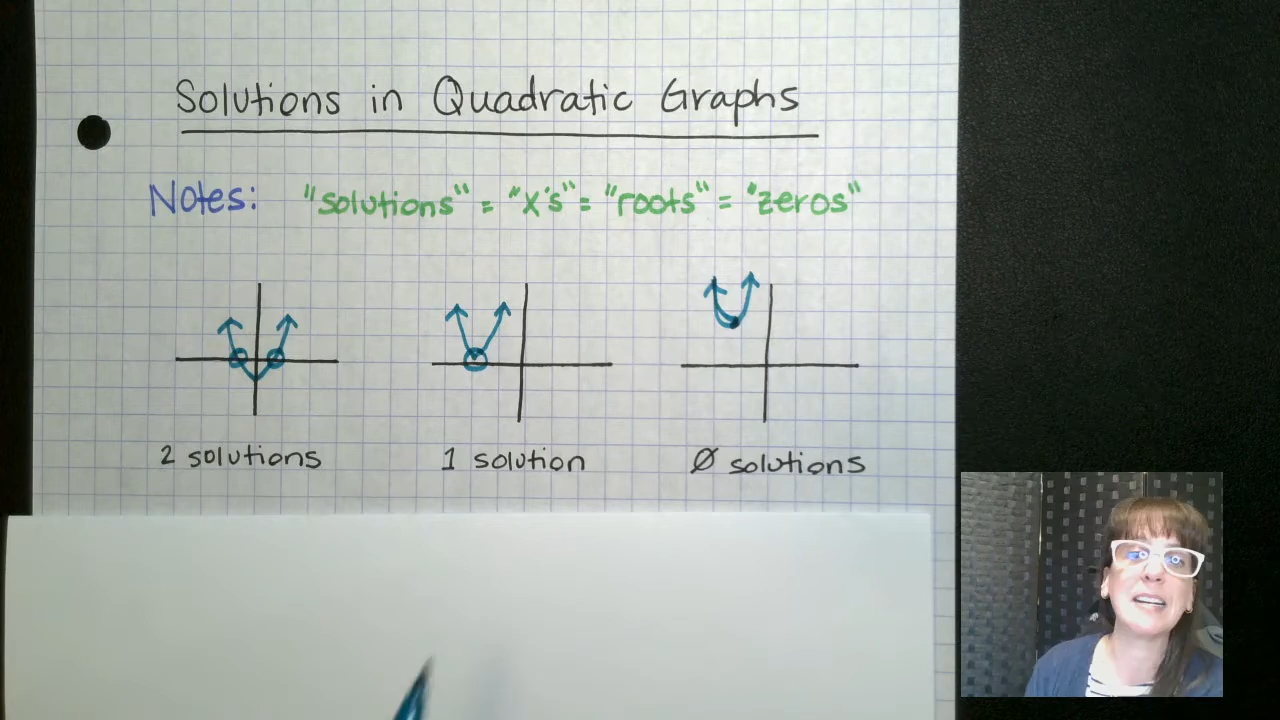 Solutions in Quadratic Graphs
Notes: "solutions" = "x's" = "roots" = "zeros"
2 solutions 1 solution Ø solutions